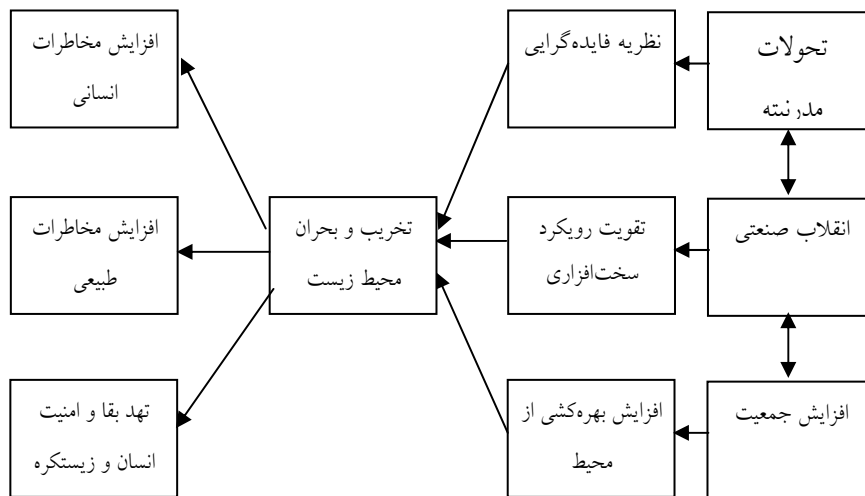 تحولات
مدرنیته
نظریه فایده‌گرایی
افزایش مخاطرات
انسانی
انقلاب صنعتی
تقویت رویکرد
سخت‌افزاری
تخریب و بحران
محیط زیست
افزایش مخاطرات
طبیعی
افزایش جمعیت
افزایش بهره‌کشی از
محیط
تهد بقا و امنیت
انسان و زیستکره